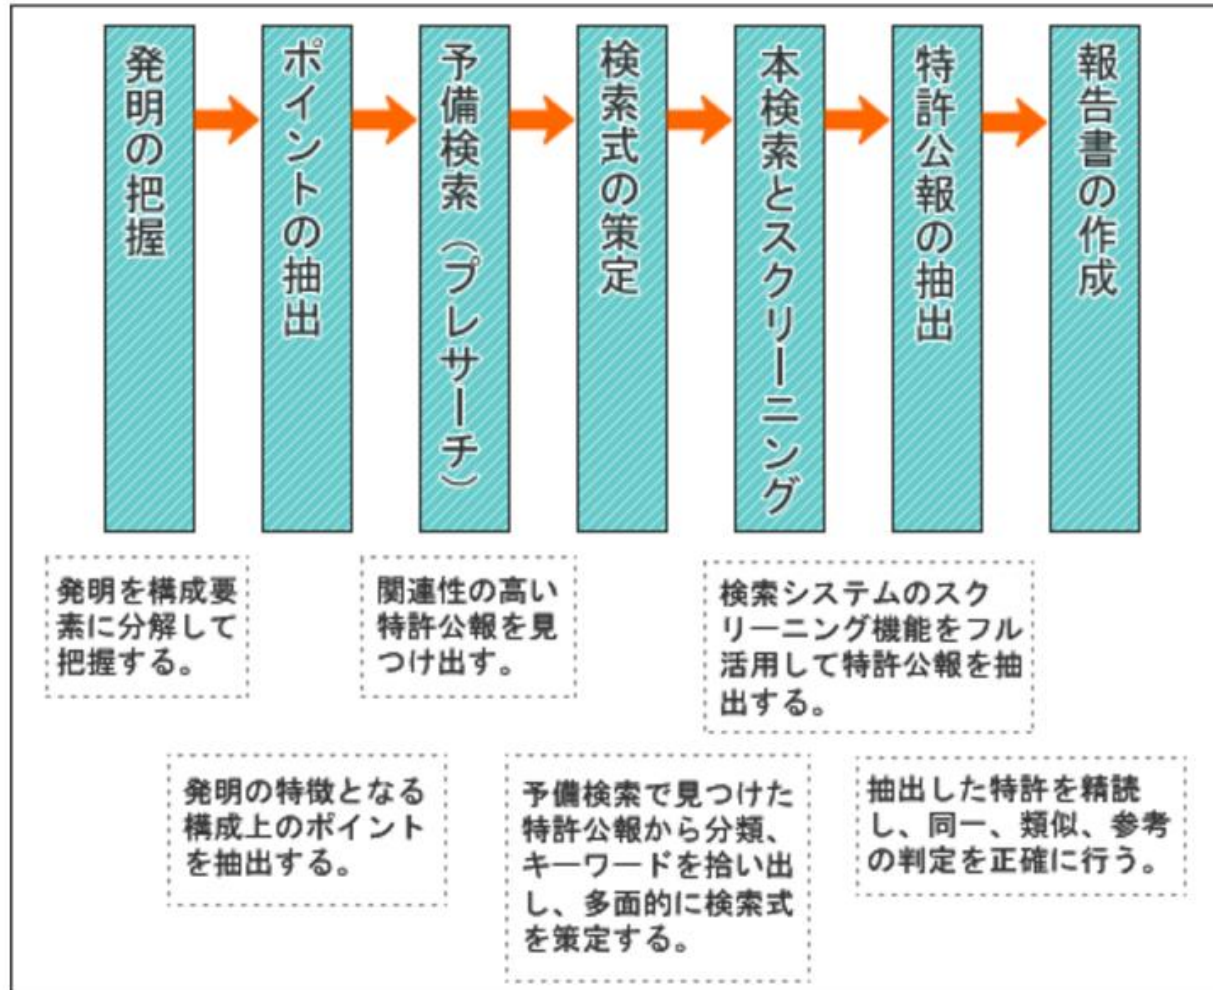 発明の把握
ポイントの抽出
予備検索（プレサーチ）
検索式の策定
本検索とスクリーニング
特許公報の抽出
報告書の作成
発明を構成要
素に分解して
把握する。
発明の特徴となる
構成上のポイント
を抽出する。
関連性の高い
特許公報を見
つけ出す。
予備検索で見つけた
特許公報から分類、
キーワードを拾い出
し、多面的に検索式
を策定する。
検索システムのスク
リーニング機能をフル
活用して特許公報を抽
出する。
抽出した特許を精読
し、同一、類似、参考
の判定を正確に行う。